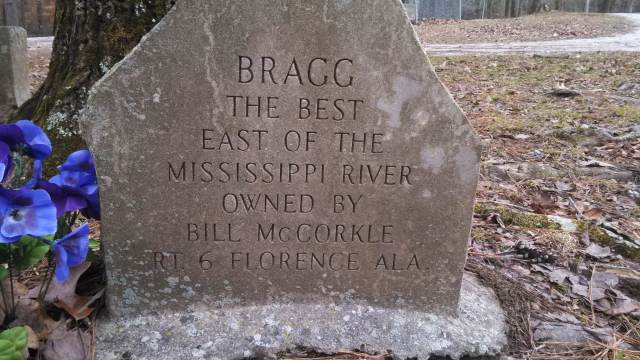 BRAGG
THE BEST
EAST OF THE
MISSISSIPPI RIVER
OWNED BY
BILL McCORKLE
RT. 6 FLORENCE ALA.